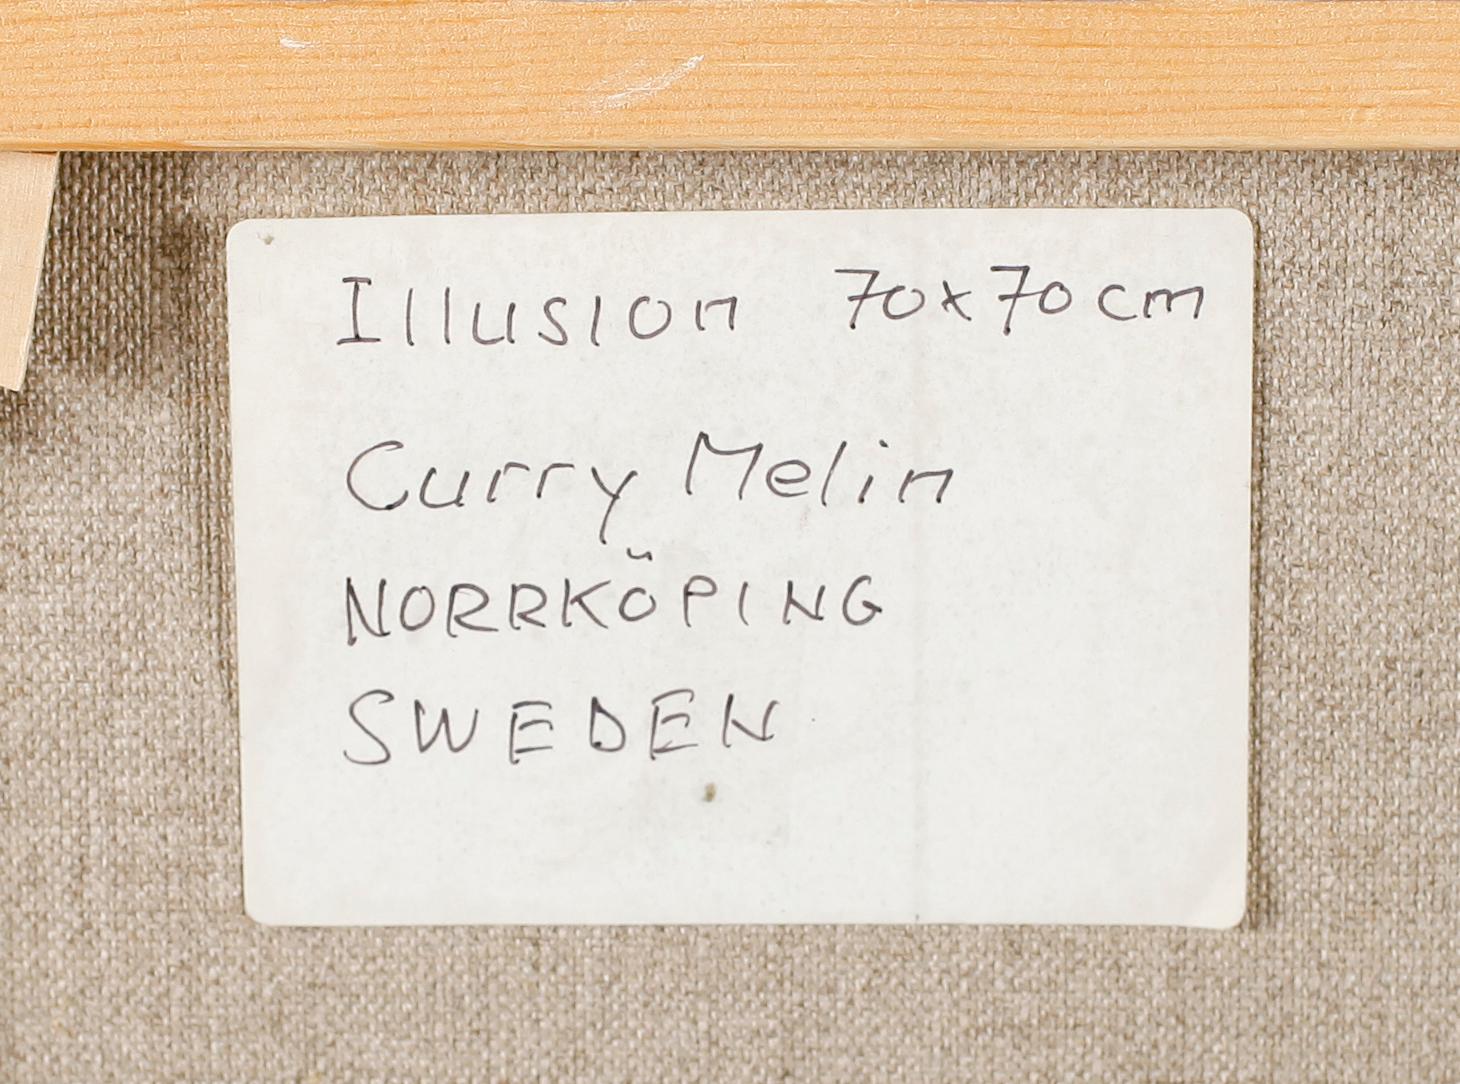 Illusion 70x70 cm
Curry Melin
NORRKÖPING
SWEDEN